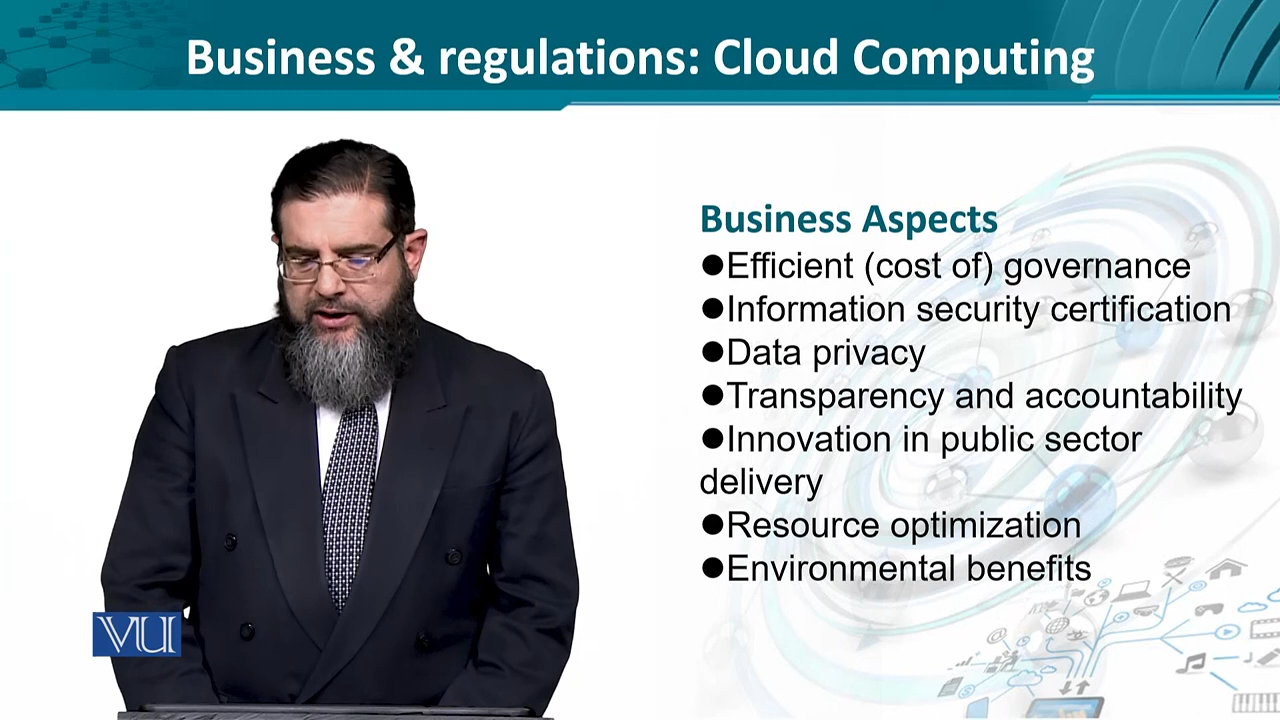 Business & regulations: Cloud Computing
Business Aspects
●Efficient (cost of) governance
●Information security certification
●Data privacy
●Transparency and accountability
●Innovation in public sector
delivery
●Resource optimization
●Environmental benefits
VU